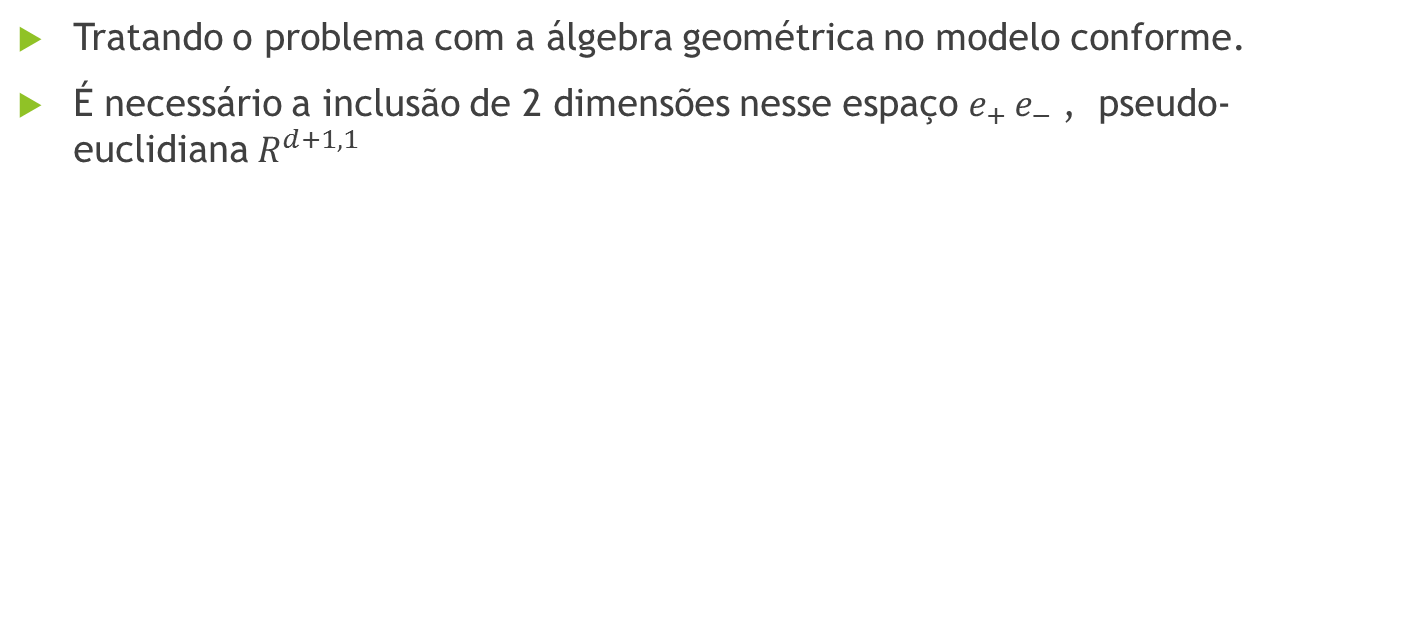 Tratando o problema com a álgebra geométrica no modelo conforme.
É necessário a inclusão de 2 dimensões nesse espaço e₊ e₋ , pseudo-
euclidiana R^{d+1,1}